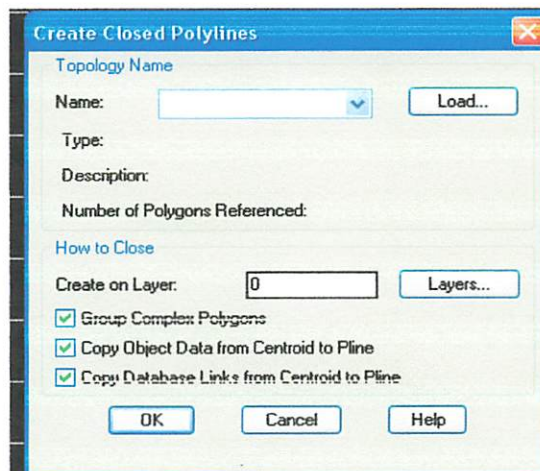 Create Closed Polylines
Topology Name
Name:
Load...
Type:
Description:
Number of Polygons Referenced:
How to Close
Create on Layer:
0
Layers...
Group Complex Polygons
Copy Object Data from Centroid to Pline
Copy Database Links from Centroid to Pline
OK
Cancel
Help